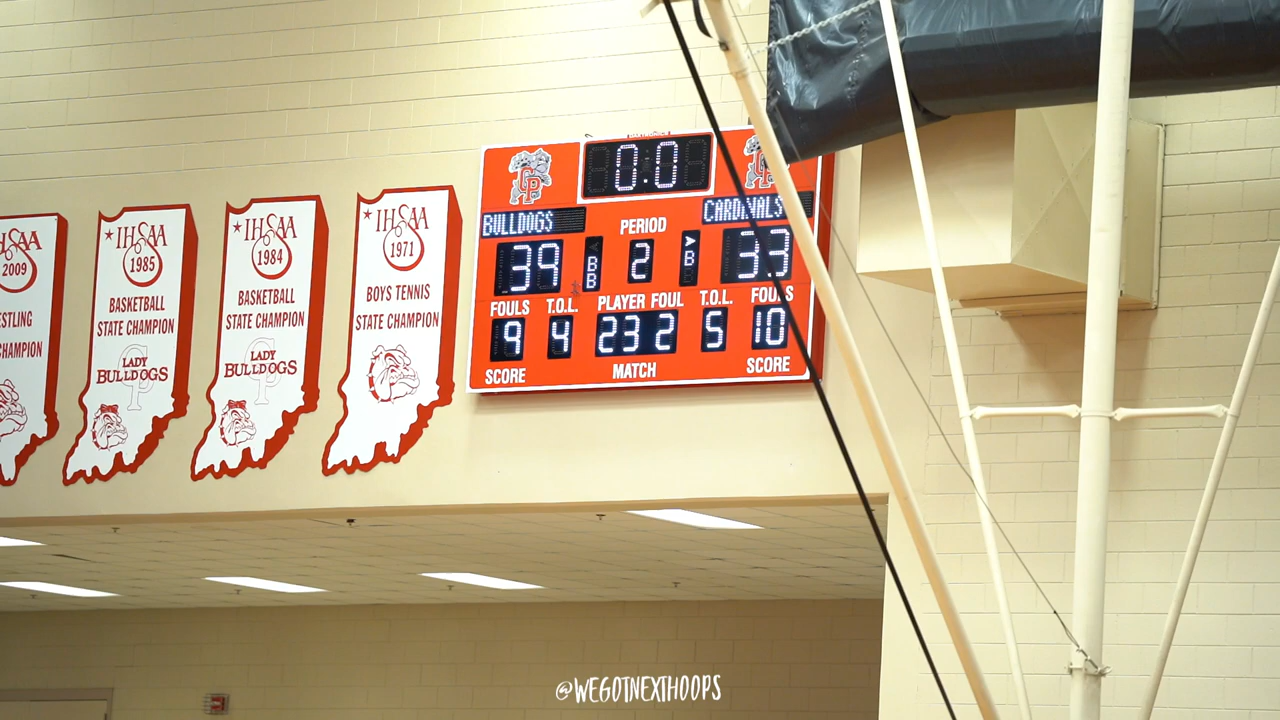 IHSAA
2009
ESTLING
CHAMPION
IHSAA
1985
BASKETBALL
STATE CHAMPION
LADY
BULLDOGS
IHSAA
1984
BASKETBALL
STATE CHAMPION
LADY
BULLDOGS
IHSAA
1971
BOYS TENNIS
STATE CHAMPION
CP
0:0
BULLDOGS
PERIOD
CARDINALS
39
B
B
2
B
B
33
FOULS
T.O.L.
PLAYER FOUL
T.O.L.
FOULS
9
4
23 2
5
10
SCORE
MATCH
SCORE
@WEGOTNEXTHOOPS